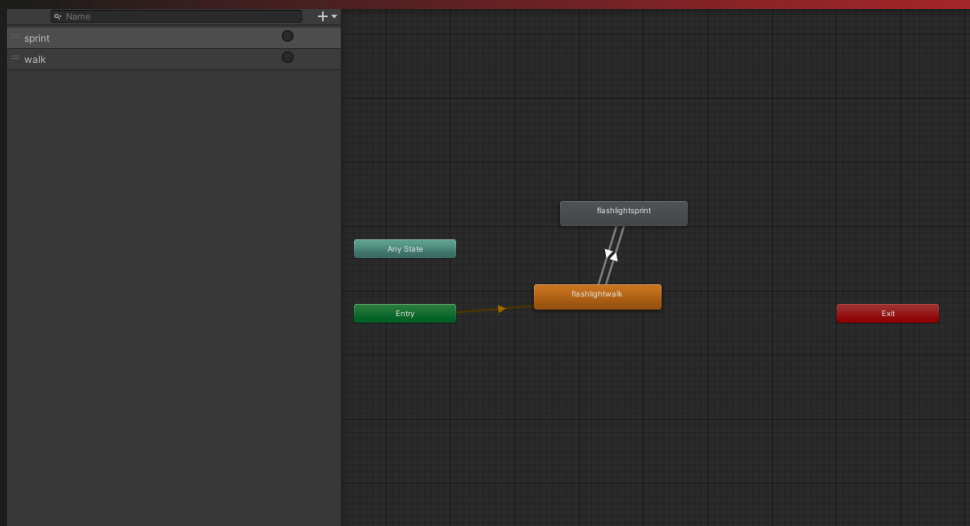 Name
sprint
walk
flashlightsprint
Any State
flashlightwalk
Entry
Exit